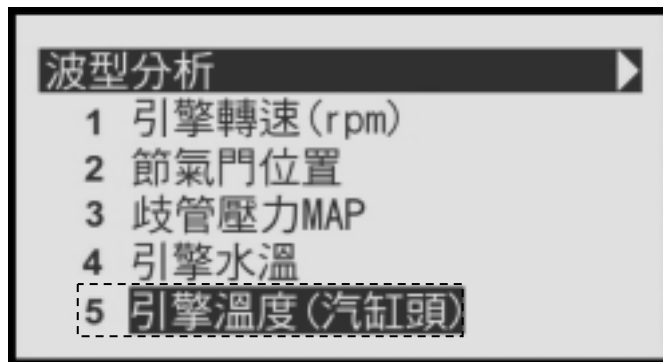 波型分析
1 引擎轉速(rpm)
2 節氣門位置
3 歧管壓力MAP
4 引擎水溫
5 引擎溫度(汽缸頭)